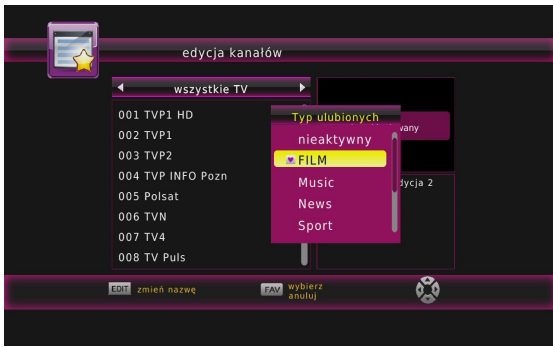 edycja kanałów
wszystkie TV
001 TVP1 HD
002 TVP1
003 TVP2
004 TVP INFO Pozn
005 Polsat
006 TVN
007 TV4
008 TV Puls
Typ ulubionych
nieaktywny
FILM
Music
News
Sport
wany
dycja 2
EDIT zmień nazwę
FAV wybierz
anuluj